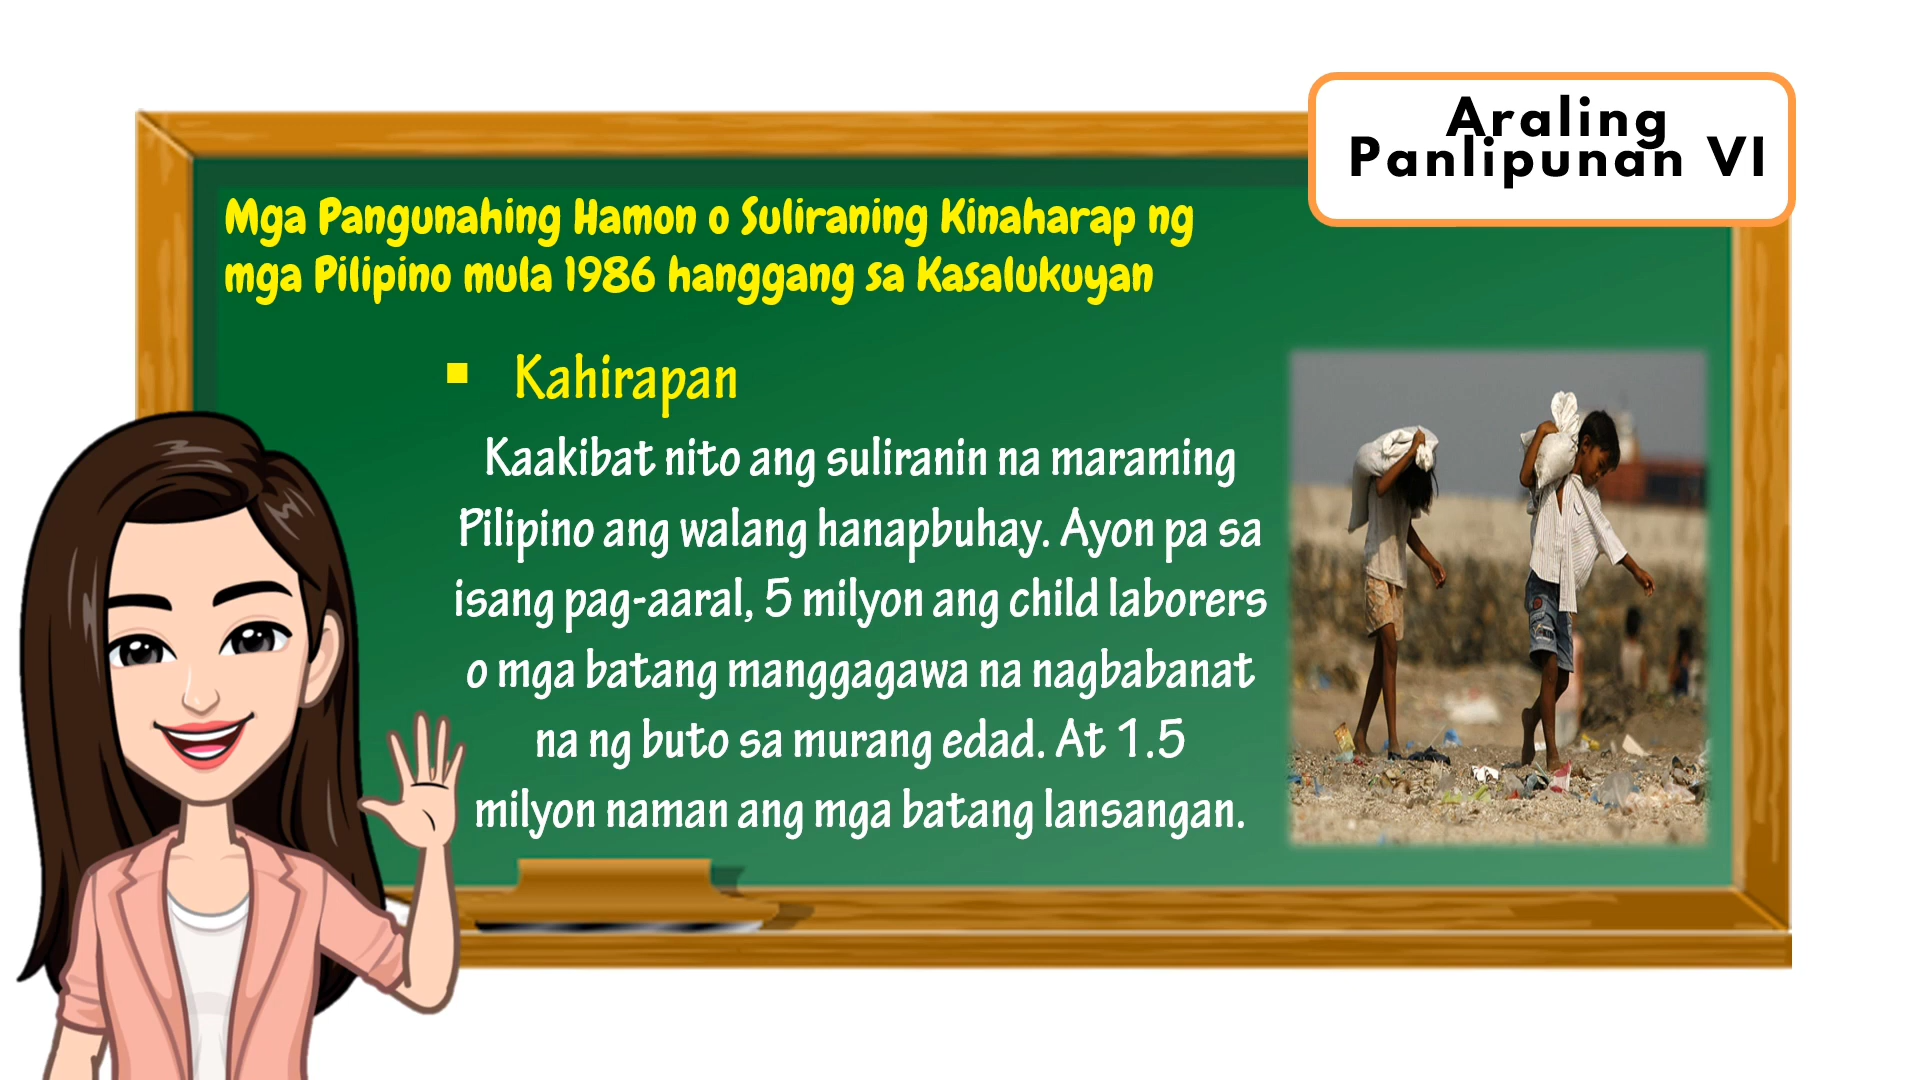 Araling
Panlipunan VI
Mga Pangunahing Hamon o Suliraning Kinaharap ng
mga Pilipino mula 1986 hanggang sa Kasalukuyan
▪ Kahirapan
Kaakibat nito ang suliranin na maraming
Pilipino ang walang hanapbuhay. Ayon pa sa
isang pag-aaral, 5 milyon ang child laborers
o mga batang manggagawa na nagbabanat
na ng buto sa murang edad. At 1.5
milyon naman ang mga batang lansangan.